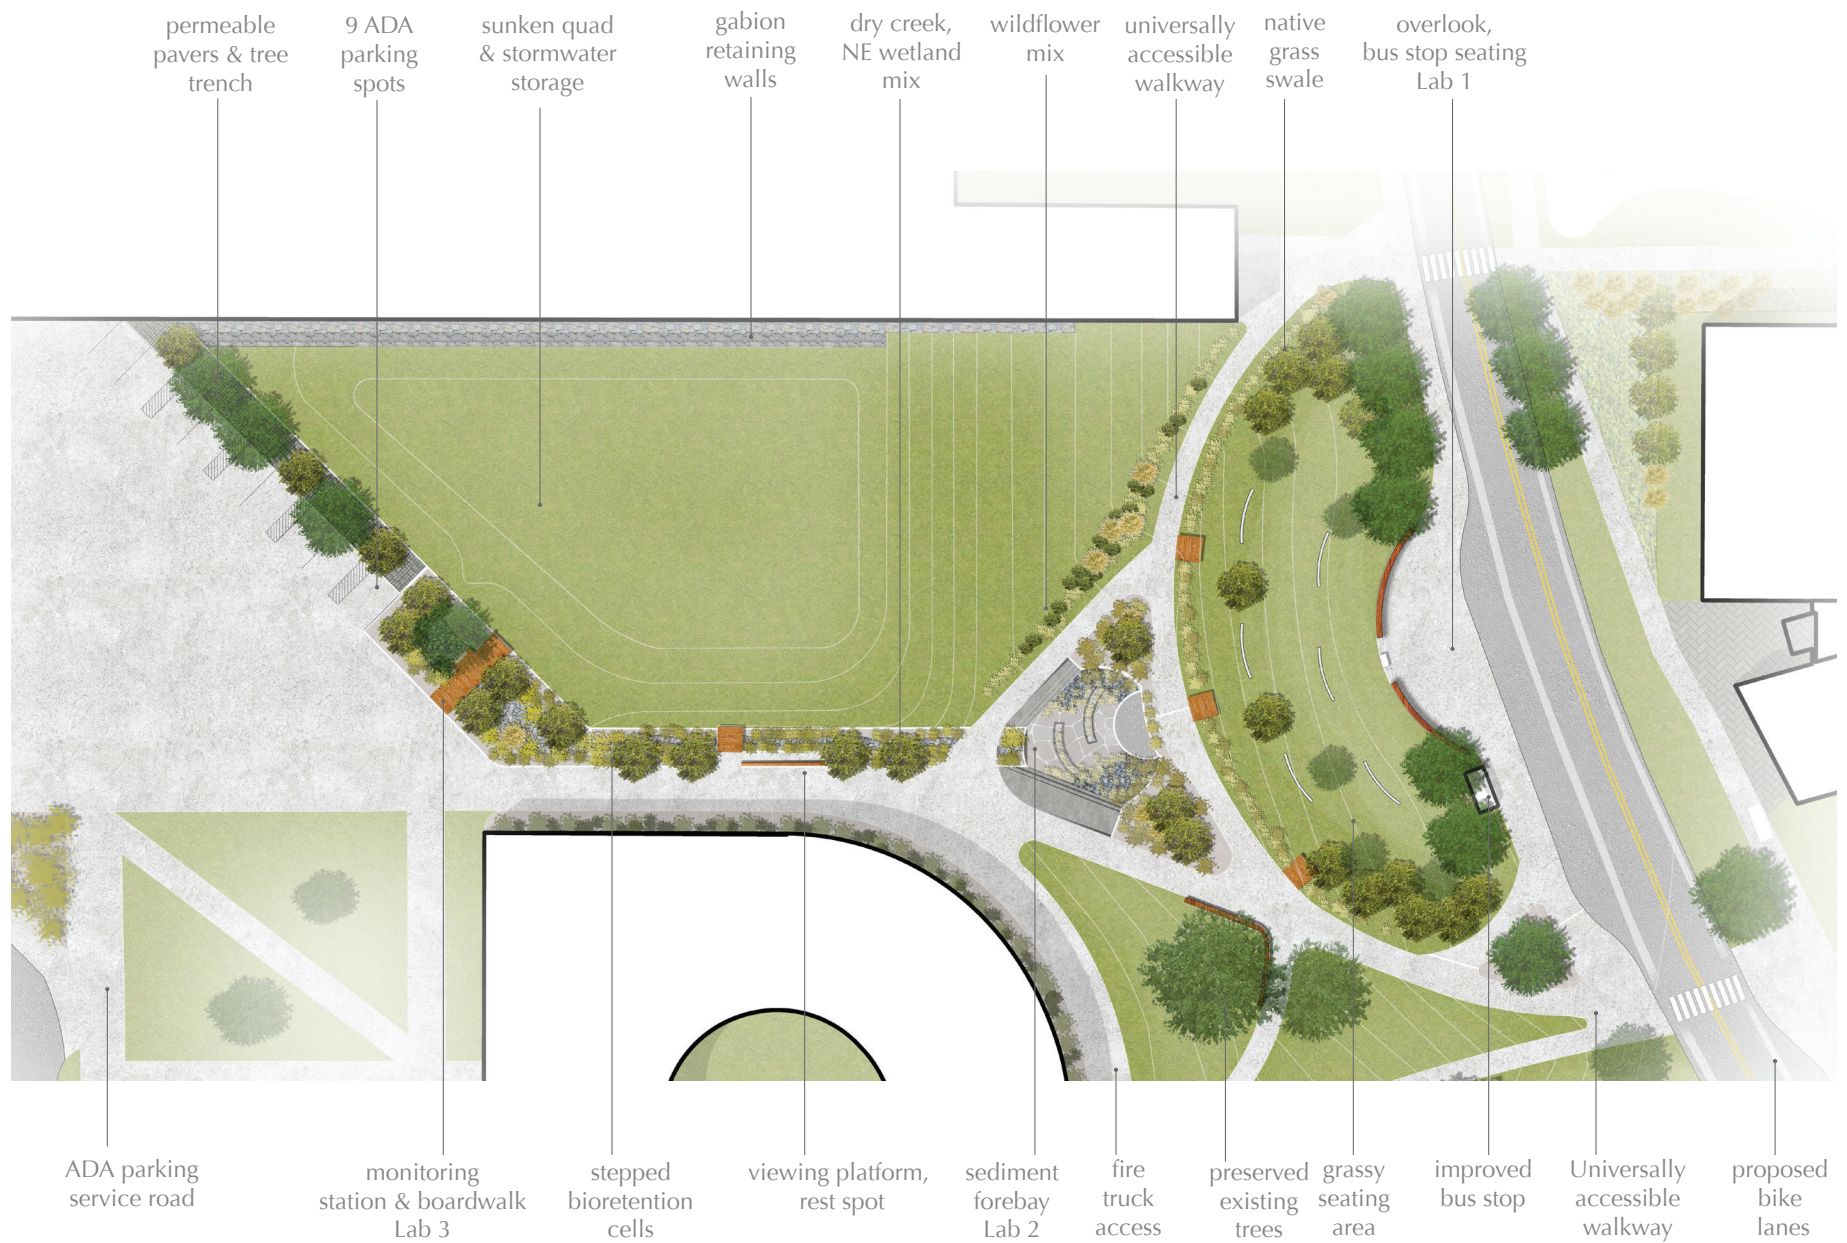 permeable
pavers & tree
trench
9 ADA
parking
spots
sunken quad
& stormwater
storage
gabion
retaining
walls
dry creek,
NE wetland
mix
wildflower
mix
universally
accessible
walkway
native
grass
swale
overlook,
bus stop seating
Lab 1
ADA parking
service road
monitoring
station & boardwalk
Lab 3
stepped
bioretention
cells
viewing platform,
rest spot
sediment
forebay
Lab 2
fire
truck
access
preserved
existing
trees
grassy
seating
area
improved
bus stop
Universally
accessible
walkway
proposed
bike
lanes